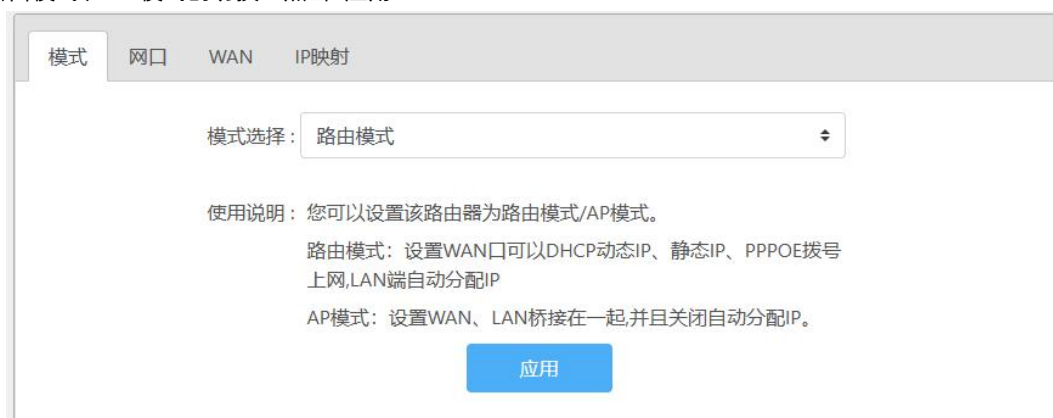 模式 网口 WAN IP映射
模式选择 : 路由模式
使用说明 : 您可以设置该路由器为路由模式/AP模式。
路由模式：设置WAN口可以DHCP动态IP、静态IP、PPPOE拨号
上网,LAN端自动分配IP
AP模式：设置WAN、LAN桥接在一起,并且关闭自动分配IP。
应用